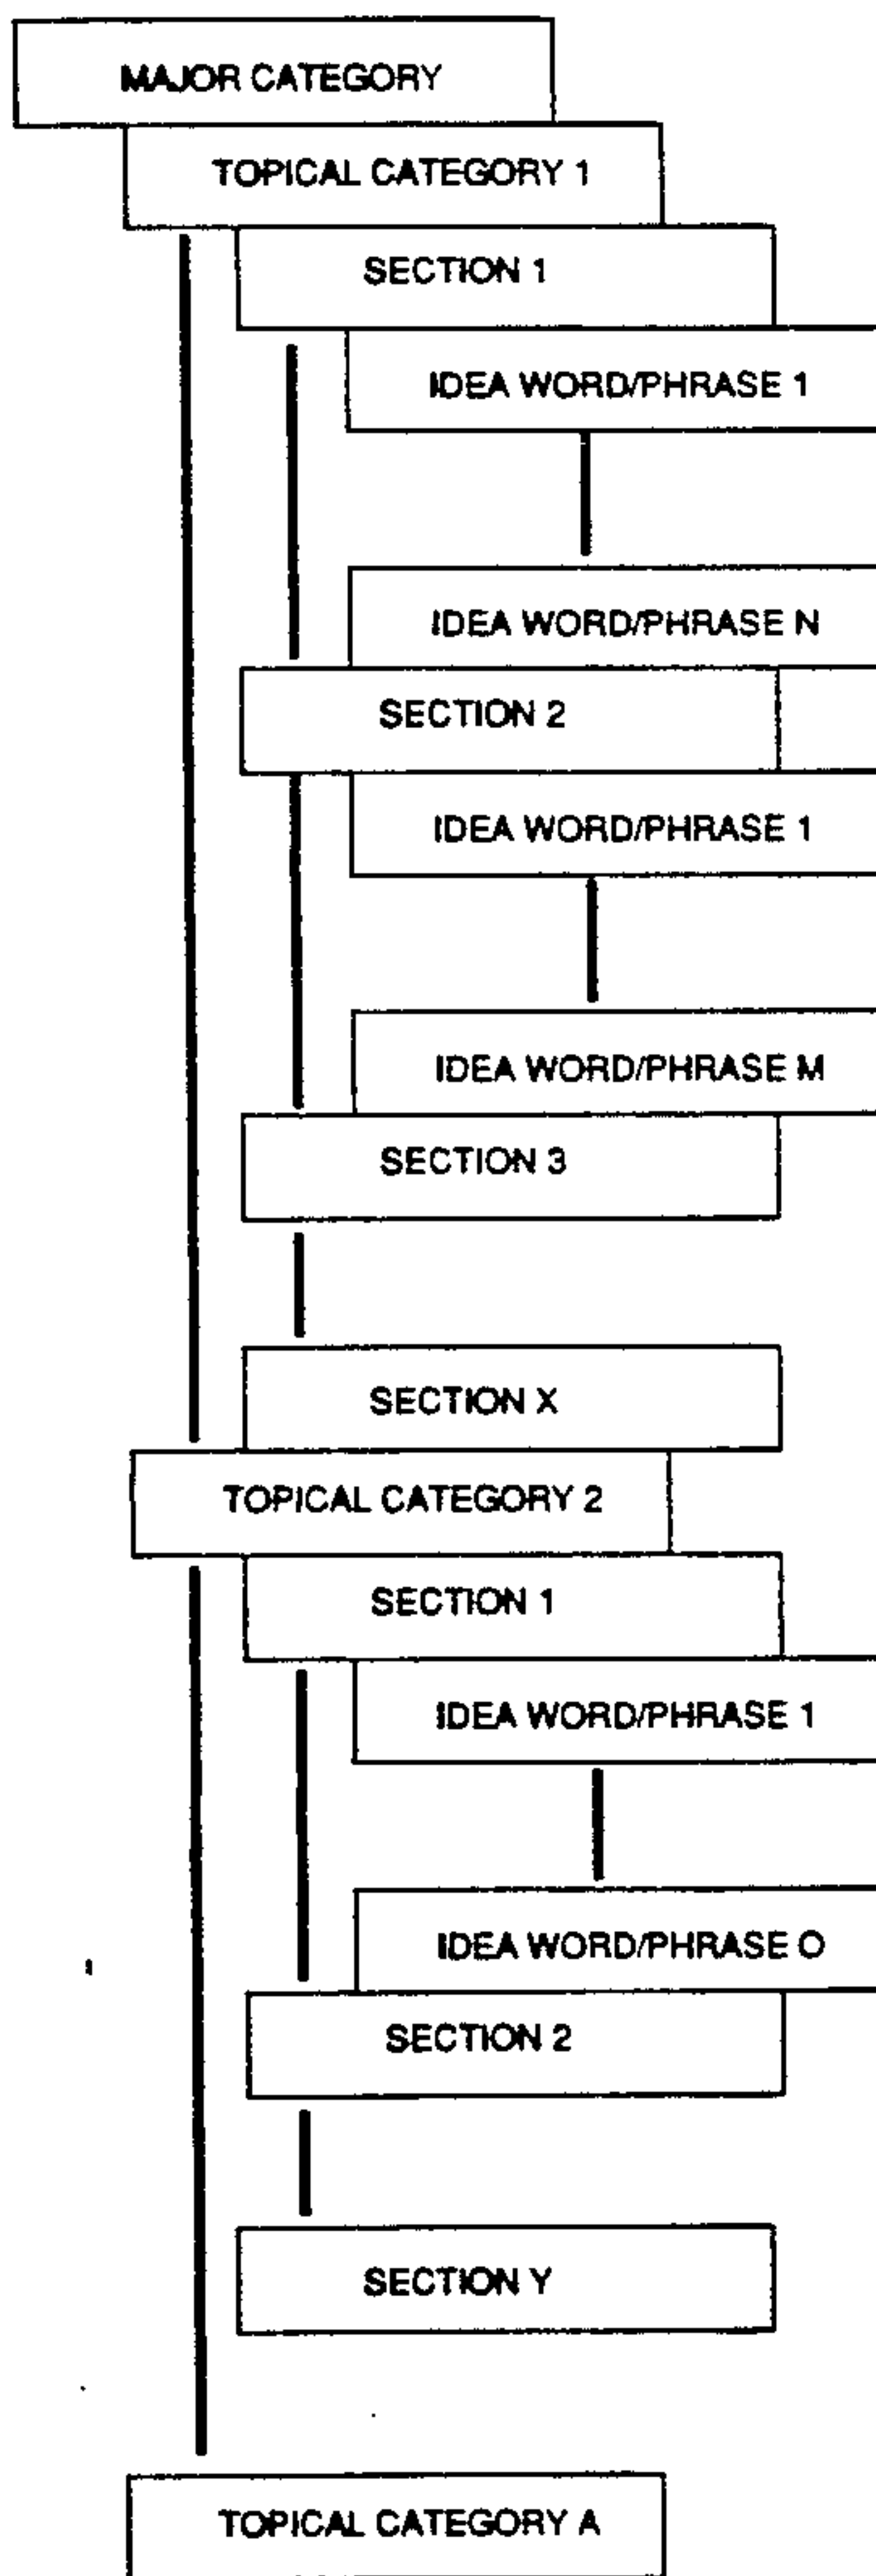 MAJOR CATEGORY
TOPICAL CATEGORY 1
SECTION 1
IDEA WORD/PHRASE 1
IDEA WORD/PHRASE N
SECTION 2
IDEA WORD/PHRASE 1
IDEA WORD/PHRASE M
SECTION 3
SECTION X
TOPICAL CATEGORY 2
SECTION 1
IDEA WORD/PHRASE 1
IDEA WORD/PHRASE O
SECTION 2
SECTION Y
TOPICAL CATEGORY A